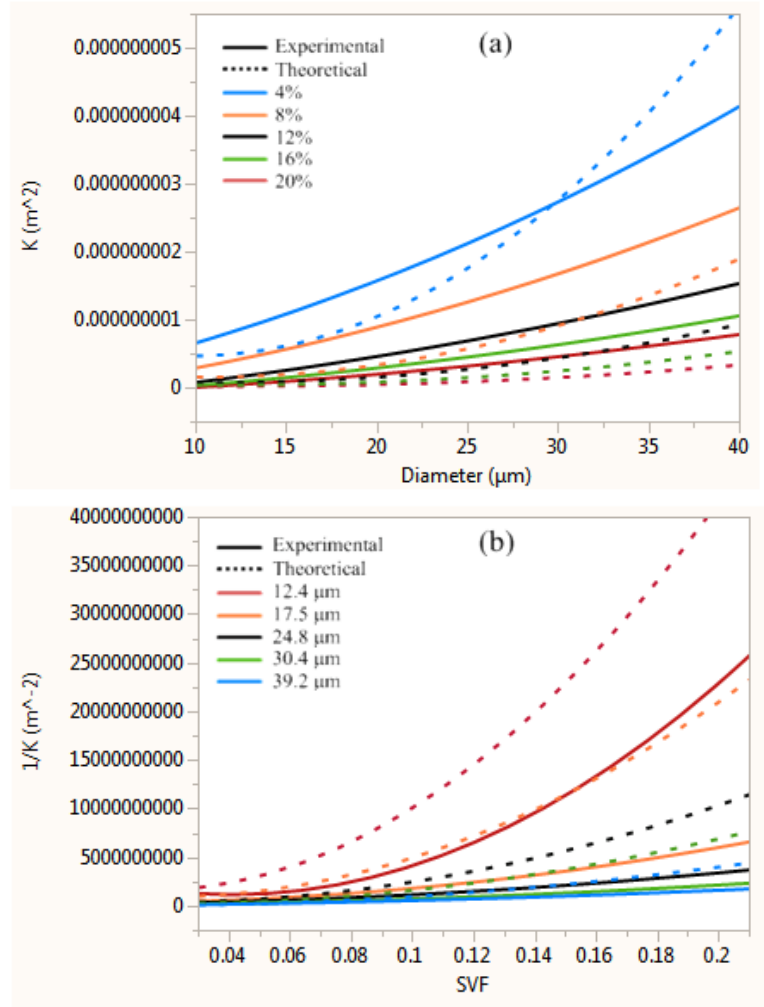 (a)
Experimental
Theoretical
4%
8%
12%
16%
20%
0.000000005
0.000000004
0.000000003
0.000000002
0.000000001
0
K (m^2)
10 15 20 25 30 35 40
Diameter (μm)
(b)
Experimental
Theoretical
12.4 μm
17.5 μm
24.8 μm
30.4 μm
39.2 μm
40000000000
35000000000
30000000000
25000000000
20000000000
15000000000
10000000000
5000000000
0
1/K (m^-2)
0.04 0.06 0.08 0.1 0.12 0.14 0.16 0.18 0.2
SVF